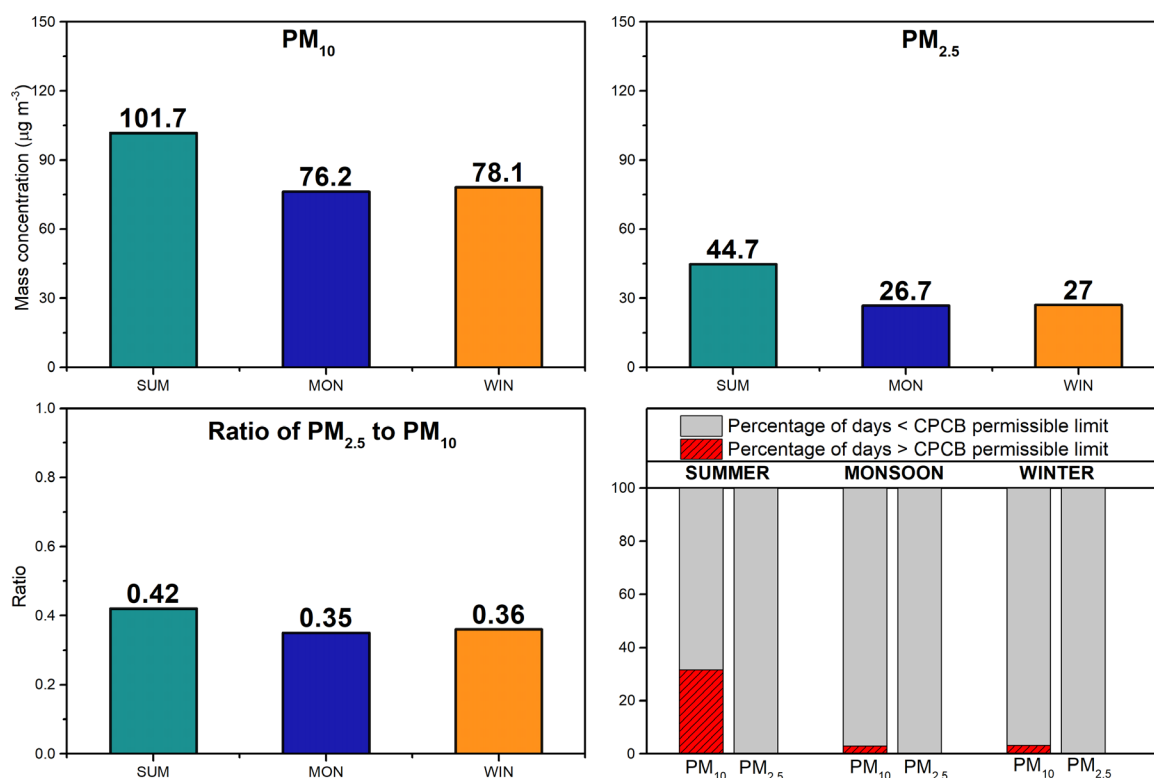 PM10
Mass concentration (μg m-3)
150
120
90
60
30
0
101.7
76.2
78.1
SUM
MON
WIN
PM2.5
150
120
90
60
30
0
44.7
26.7
27
SUM
MON
WIN
Ratio of PM2.5 to PM10
Ratio
1.0
0.8
0.6
0.4
0.2
0.0
0.42
0.35
0.36
SUM
MON
WIN
Percentage of days < CPCB permissible limit
Percentage of days > CPCB permissible limit
SUMMER MONSOON WINTER
100
80
60
40
20
0
PM10 PM2.5 PM10 PM2.5 PM10 PM2.5